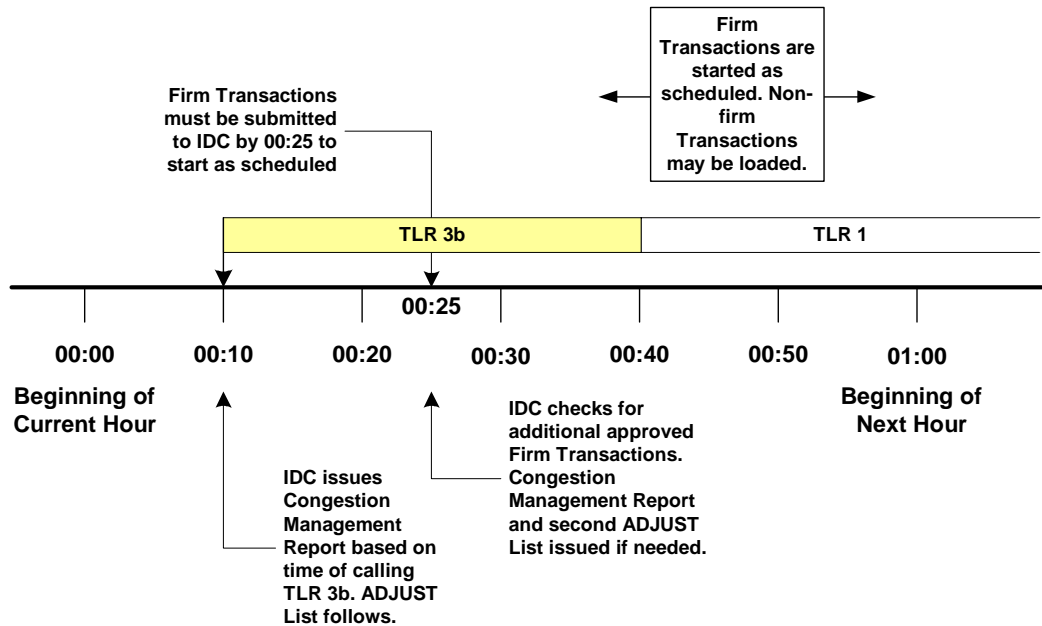 Firm
Transactions are
started as
scheduled. Non-
firm
Transactions
may be loaded.
Firm Transactions
must be submitted
to IDC by 00:25 to
start as scheduled
TLR 3b
TLR 1
00:25
00:00
00:10
00:20
00:30
00:40
00:50
01:00
Beginning of
Current Hour
Beginning of
Next Hour
IDC issues
Congestion
Management
Report based on
time of calling
TLR 3b. ADJUST
List follows.
IDC checks for
additional approved
Firm Transactions.
Congestion
Management Report
and second ADJUST
List issued if needed.